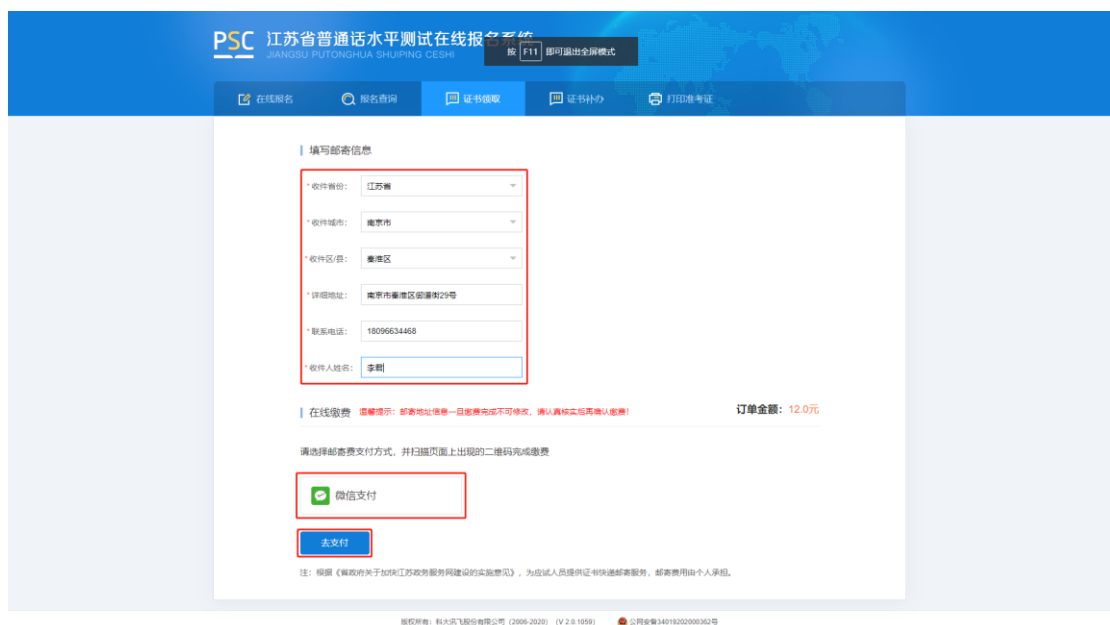 PSC 江苏省普通话水平测试在线报名系统
JIANGSU PUTONGHUA SHUIPING CESHI
按 F11 即可退出全屏模式
在线报名 报名查询 证书领取 证书补办 打印准考证
填写邮寄信息
*收件省份: 江苏省
*收件城市: 南京市
*收件区/县: 秦淮区
*详细地址: 南京市秦淮区御道街29号
*联系电话: 18096634468
*收件人姓名: 李
在线缴费 温馨提示：邮寄地址信息一旦缴费完成不可修改，请认真核实后再确认缴费！ 订单金额：12.0元
请选择邮寄费支付方式，并扫描页面上出现的二维码完成缴费
微信支付
去支付
注：根据《省政府关于加快江苏政务服务网建设的实施意见》，为应试人员提供证书快递邮寄服务，邮寄费用由个人承担。
版权所有：科大讯飞股份有限公司（2006-2020）（V 2.0.1059） 公网安备34019202000362号